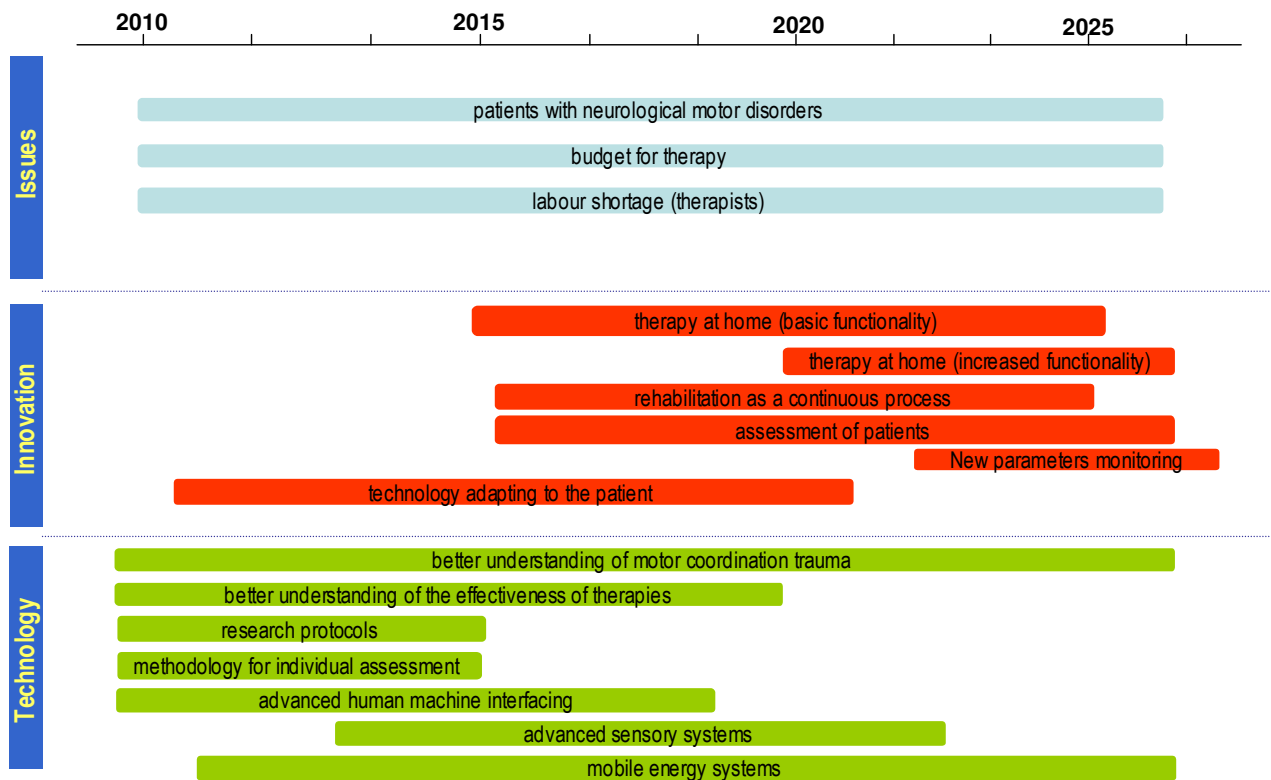 2010 2015 2020 2025
Issues
patients with neurological motor disorders
budget for therapy
labour shortage (therapists)
Innovation
therapy at home (basic functionality)
therapy at home (increased functionality)
rehabilitation as a continuous process
assessment of patients
New parameters monitoring
technology adapting to the patient
Technology
better understanding of motor coordination trauma
better understanding of the effectiveness of therapies
research protocols
methodology for individual assessment
advanced human machine interfacing
advanced sensory systems
mobile energy systems